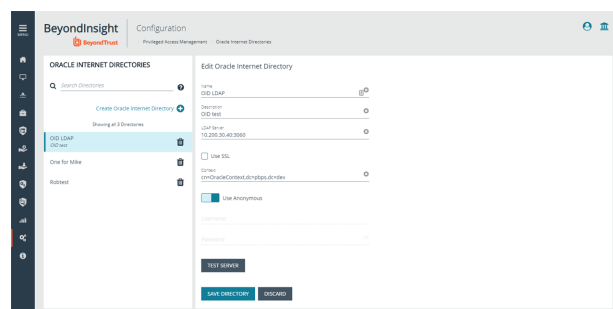 MENU
BeyondInsight
BeyondTrust
Configuration
Privileged Access Management
Oracle Internet Directories
ORACLE INTERNET DIRECTORIES
Search Directories
Create Oracle Internet Directory
Showing all 3 Directories
OID LDAP
OID test
One for Mike
Robtest
Edit Oracle Internet Directory
Name
OID LDAP
Description
OID test
LDAP Server
10.200.30.40:3060
Use SSL
Context
cn=OracleContext,dc=pbps,dc=dev
Use Anonymous
Username
Password
TEST SERVER
SAVE DIRECTORY
DISCARD